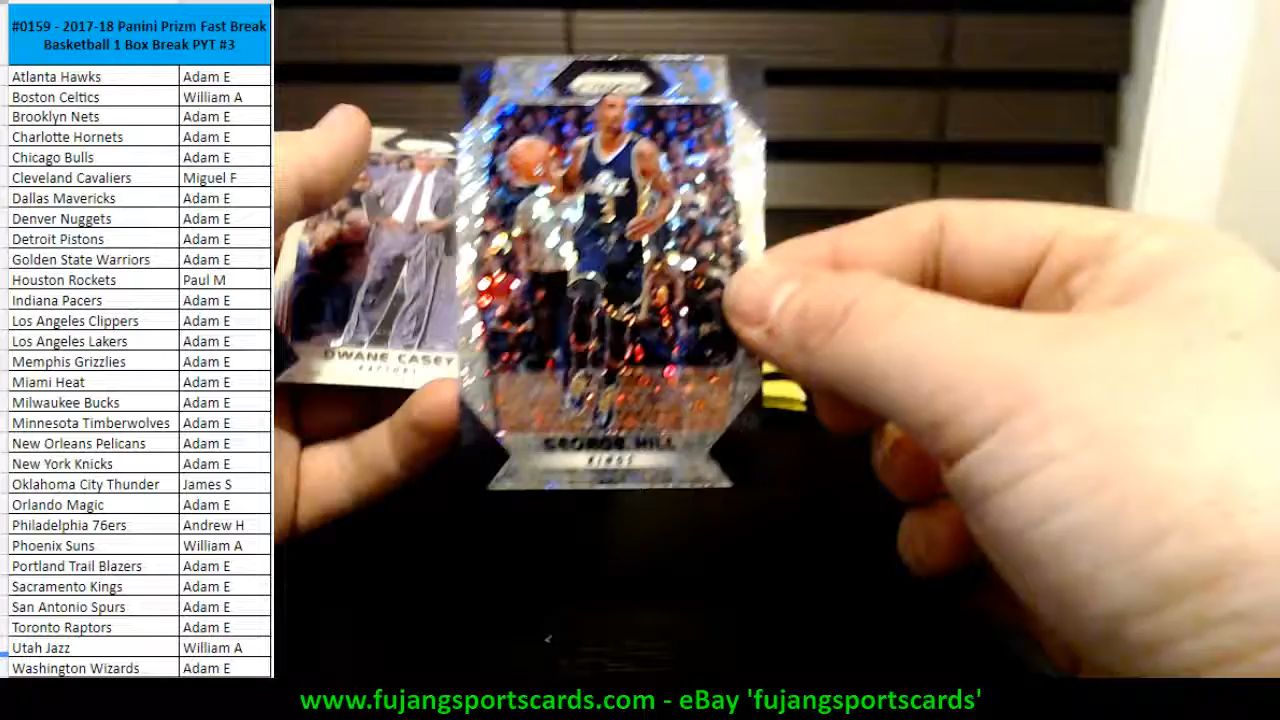 #0159 - 2017-18 Panini Prizm Fast Break
Basketball 1 Box Break PYT #3
Atlanta Hawks Adam E
Boston Celtics William A
Brooklyn Nets Adam E
Charlotte Hornets Adam E
Chicago Bulls Adam E
Cleveland Cavaliers Miguel F
Dallas Mavericks Adam E
Denver Nuggets Adam E
Detroit Pistons Adam E
Golden State Warriors Adam E
Houston Rockets Paul M
Indiana Pacers Adam E
Los Angeles Clippers Adam E
Los Angeles Lakers Adam E
Memphis Grizzlies Adam E
Miami Heat Adam E
Milwaukee Bucks Adam E
Minnesota Timberwolves Adam E
New Orleans Pelicans Adam E
New York Knicks Adam E
Oklahoma City Thunder James S
Orlando Magic Adam E
Philadelphia 76ers Andrew H
Phoenix Suns William A
Portland Trail Blazers Adam E
Sacramento Kings Adam E
San Antonio Spurs Adam E
Toronto Raptors Adam E
Utah Jazz William A
Washington Wizards Adam E
DWANE CASEY
RAPTORS
3
GEORGE HILL
KINGS
www.fujangsportscards.com - eBay 'fujangsportscards'